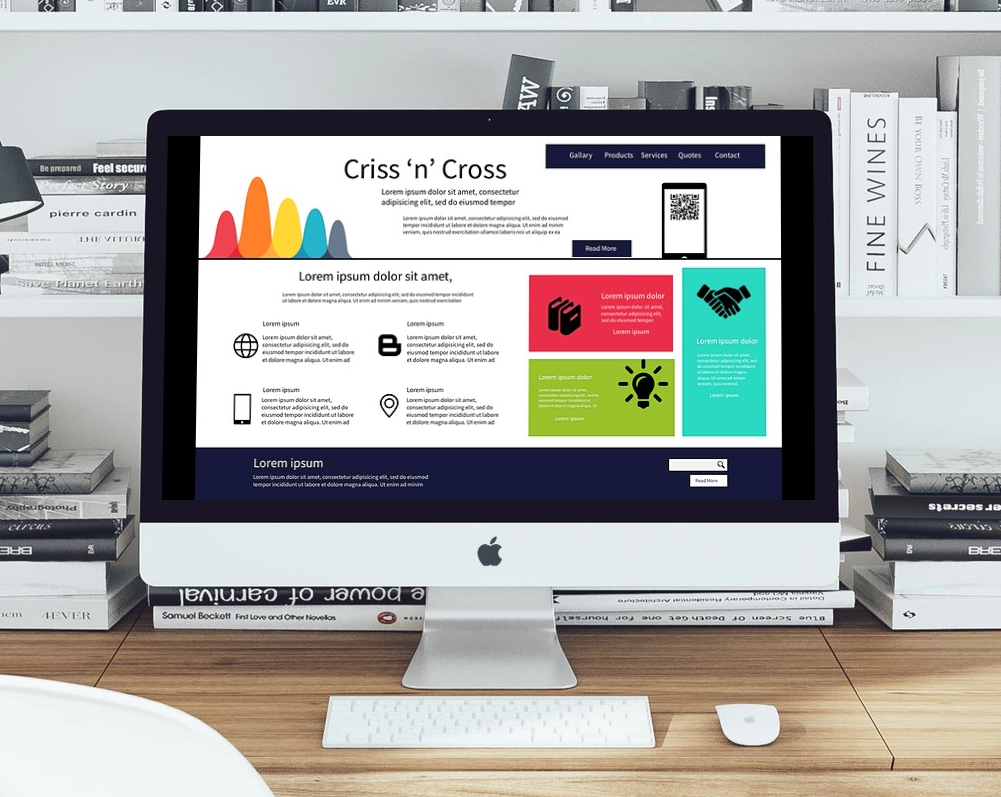 EVR
AW
Be prepared Feel secure
Perfect Story
pierre cardin
THE ALLURE
Save Planet Earth
FINE WINES
ASSOULINE
BE YOUR OWN
Criss ‘n’ Cross
Gallary Products Services Quotes Contact
Lorem ipsum dolor sit amet, consectetur
adipisicing elit, sed do eiusmod tempor
Lorem ipsum dolor sit amet, consectetur adipisicing elit, sed do eiusmod
tempor incididunt ut labore et dolore magna aliqua. Ut enim ad minim
veniam, quis nostrud exercitation ullamco laboris nisi ut aliquip ex ea
Read More
Lorem ipsum dolor sit amet,
Lorem ipsum dolor sit amet, consectetur adipisicing elit, sed do eiusmod tempor incididunt
ut labore et dolore magna aliqua. Ut enim ad minim veniam, quis nostrud exercitation
Lorem ipsum
Lorem ipsum dolor sit amet,
consectetur adipisicing elit, sed do
eiusmod tempor incididunt ut labore
et dolore magna aliqua. Ut enim ad
Lorem ipsum
Lorem ipsum dolor sit amet,
consectetur adipisicing elit, sed do
eiusmod tempor incididunt ut labore
et dolore magna aliqua. Ut enim ad
Lorem ipsum
Lorem ipsum dolor sit amet,
consectetur adipisicing elit, sed do
eiusmod tempor incididunt ut labore
et dolore magna aliqua. Ut enim ad
Lorem ipsum
Lorem ipsum dolor sit amet,
consectetur adipisicing elit, sed do
eiusmod tempor incididunt ut labore
et dolore magna aliqua. Ut enim ad
Lorem ipsum dolor
Lorem ipsum dolor sit amet,
consectetur adipisicing elit,
sed do eiusmod tempor
Lorem ipsum
Lorem ipsum dolor
Lorem ipsum dolor sit amet,
consectetur adipisicing elit, sed do
eiusmod tempor incididunt ut labore
et dolore magna aliqua. Ut
Lorem ipsum
Lorem ipsum dolor
Lorem ipsum dolor sit amet,
consectetur adipisicing elit, sed
do eiusmod tempor incididunt
ut labore et dolore magna
aliqua. Ut enim ad minim
veniam, quis nostrud
Lorem ipsum
Lorem ipsum
Lorem ipsum dolor sit amet, consectetur adipisicing elit, sed do eiusmod
tempor incididunt ut labore et dolore magna aliqua. Ut enim ad minim
Read More
Photography
circus
4EVER
e power of carnival
Samuel Beckett First Love and Other Novellas
Detail in Contemporary Residential Architecture
Blue Screen Of Death Get one for yourself
er secrets